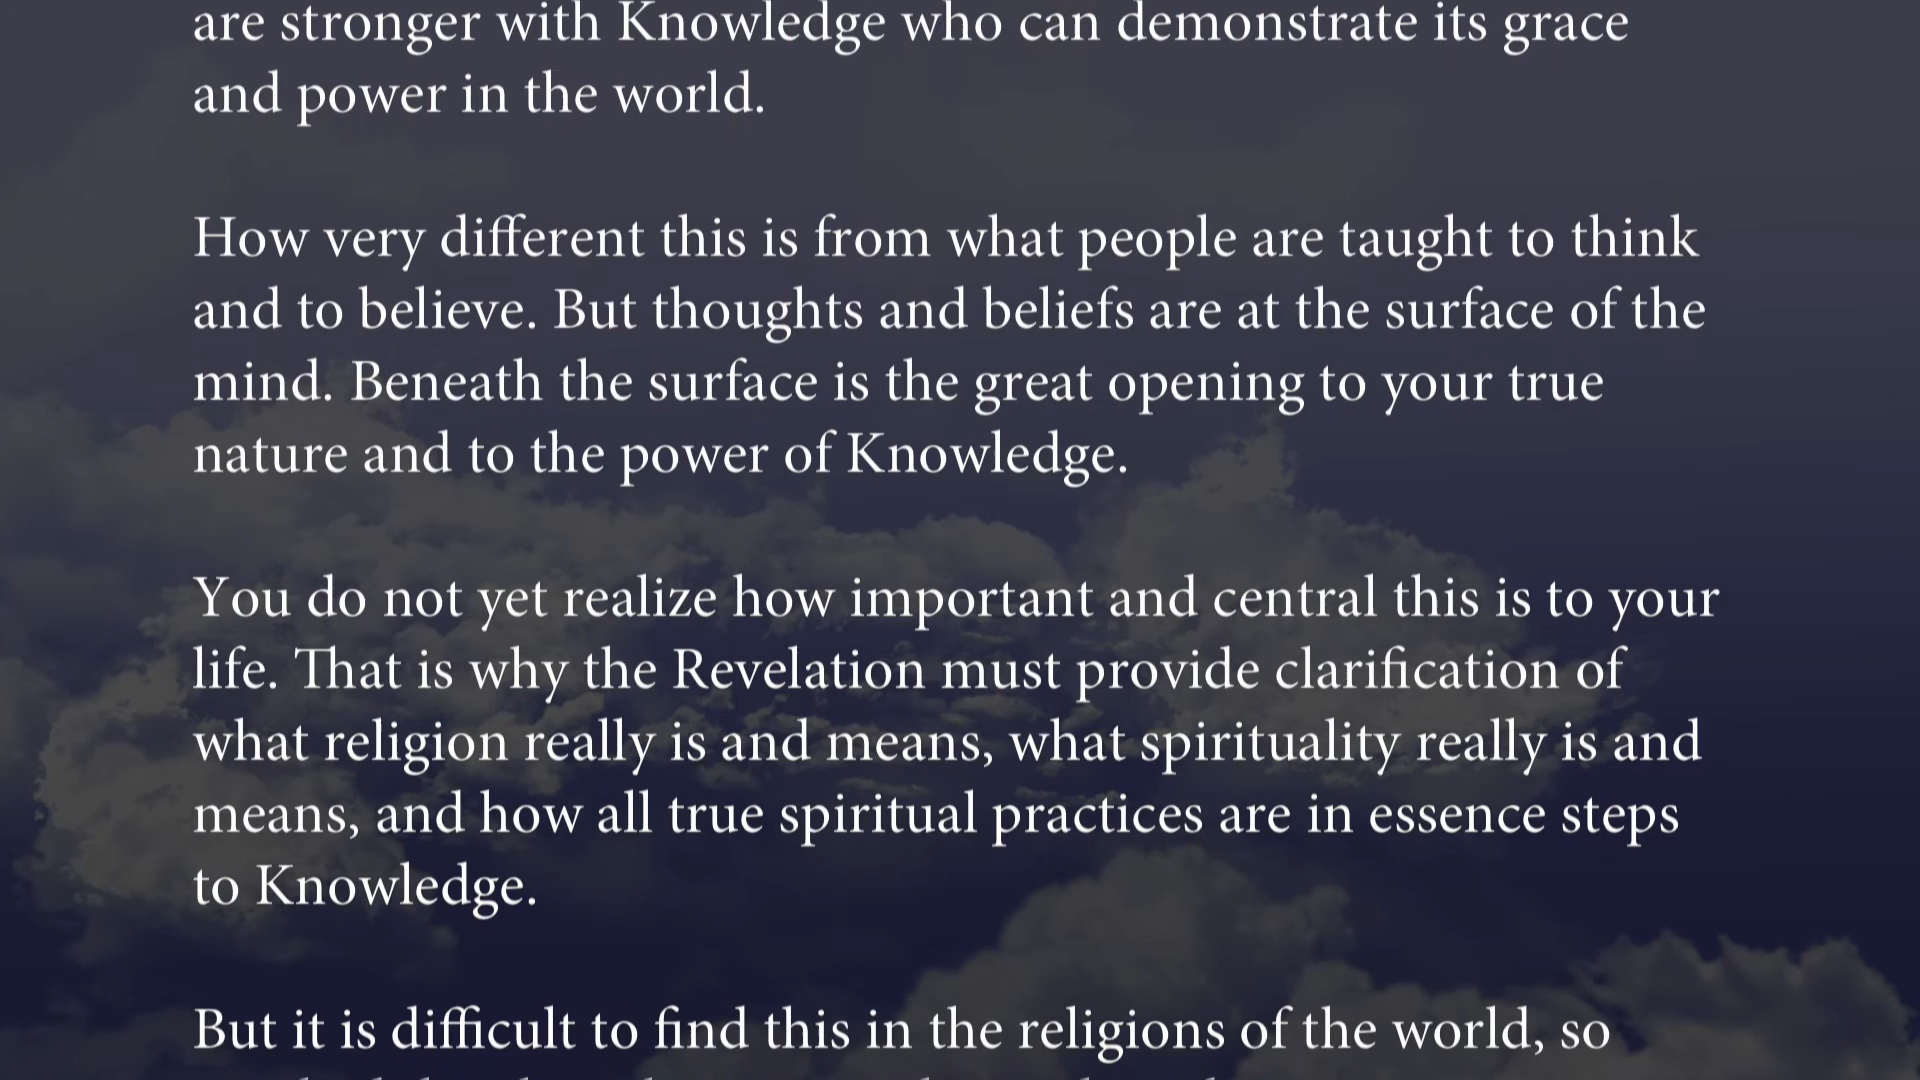 are stronger with Knowledge who can demonstrate its grace
and power in the world.
How very different this is from what people are taught to think
and to believe. But thoughts and beliefs are at the surface of the
mind. Beneath the surface is the great opening to your true
nature and to the power of Knowledge.
You do not yet realize how important and central this is to your
life. That is why the Revelation must provide clarification of
what religion really is and means, what spirituality really is and
means, and how all true spiritual practices are in essence steps
to Knowledge.
But it is difficult to find this in the religions of the world, so